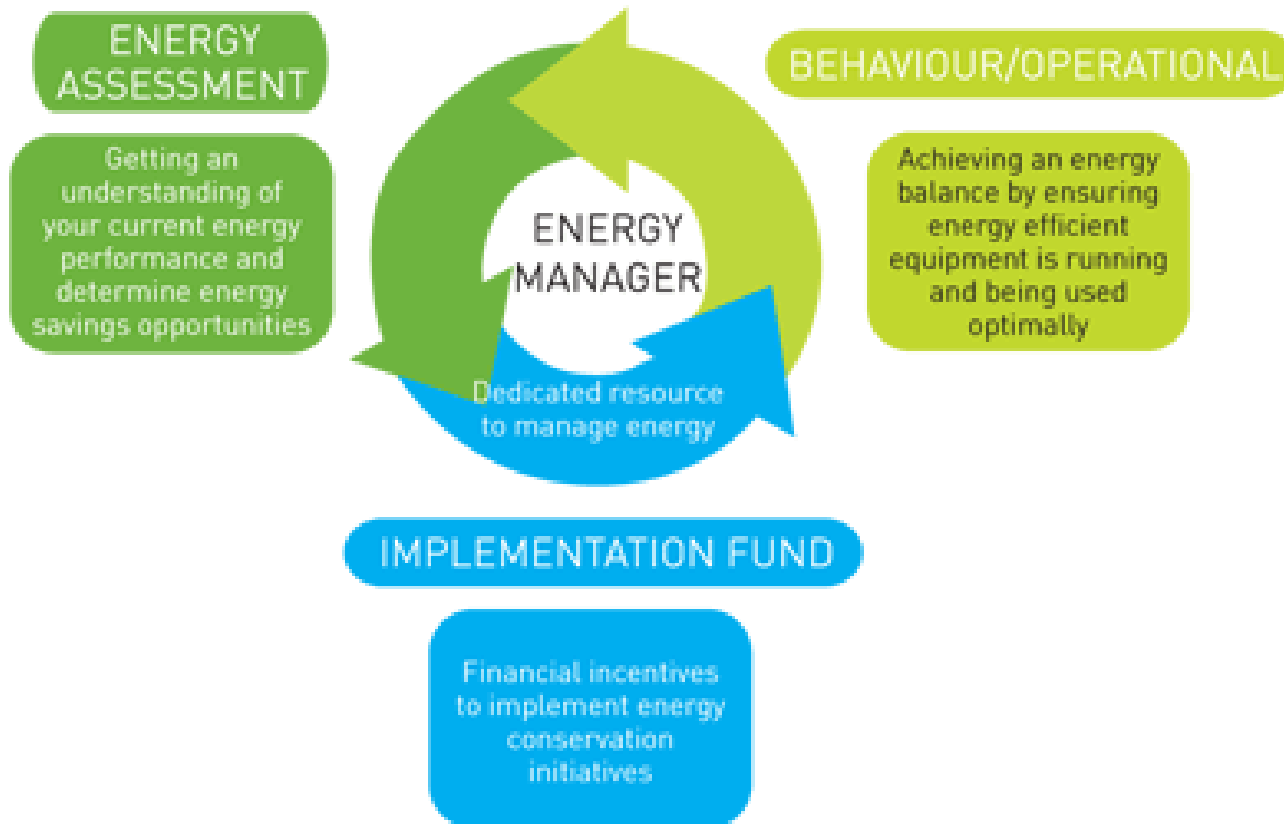 ENERGY
ASSESSMENT
Getting an
understanding of
your current energy
performance and
determine energy
savings opportunities
ENERGY
MANAGER
Dedicated resource
to manage energy
BEHAVIOUR/OPERATIONAL
Achieving an energy
balance by ensuring
energy efficient
equipment is running
and being used
optimally
IMPLEMENTATION FUND
Financial incentives
to implement energy
conservation
initiatives